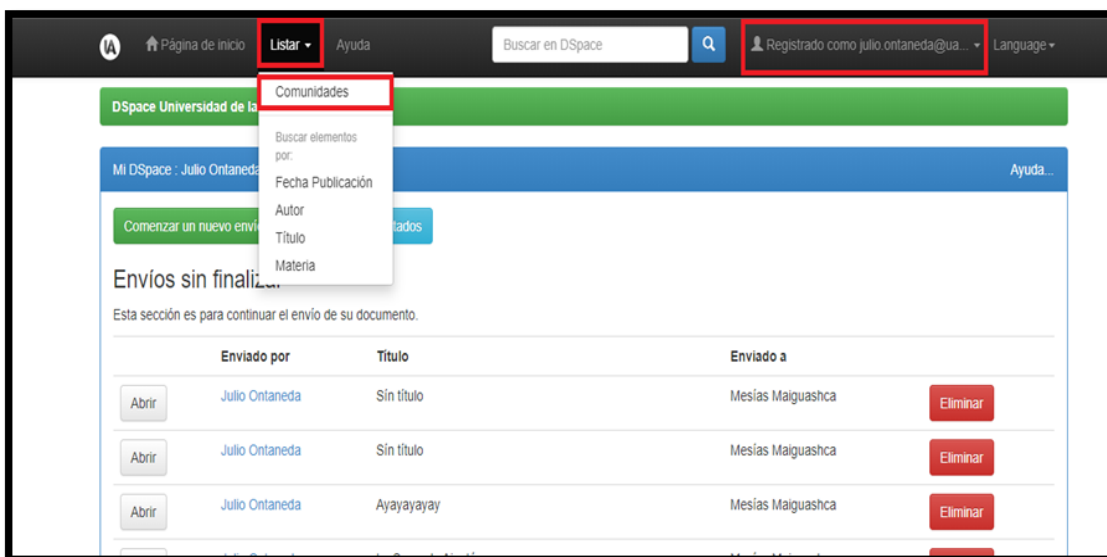 Página de inicio Listar Ayuda Buscar en DSpace Registrado como julio.ontaneda@ua... Language
Comunidades
DSpace Universidad de la
Buscar elementos
por:
Mi DSpace : Julio Ontaneda Ayuda...
Fecha Publicación
Autor
Comenzar un nuevo enví tados
Título
Materia
Envíos sin finaliz
Esta sección es para continuar el envío de su documento.
Enviado por Título Enviado a
Abrir Julio Ontaneda Sín título Mesías Maiguashca Eliminar
Abrir Julio Ontaneda Sín título Mesías Maiguashca Eliminar
Abrir Julio Ontaneda Ayayayayay Mesías Maiguashca Eliminar